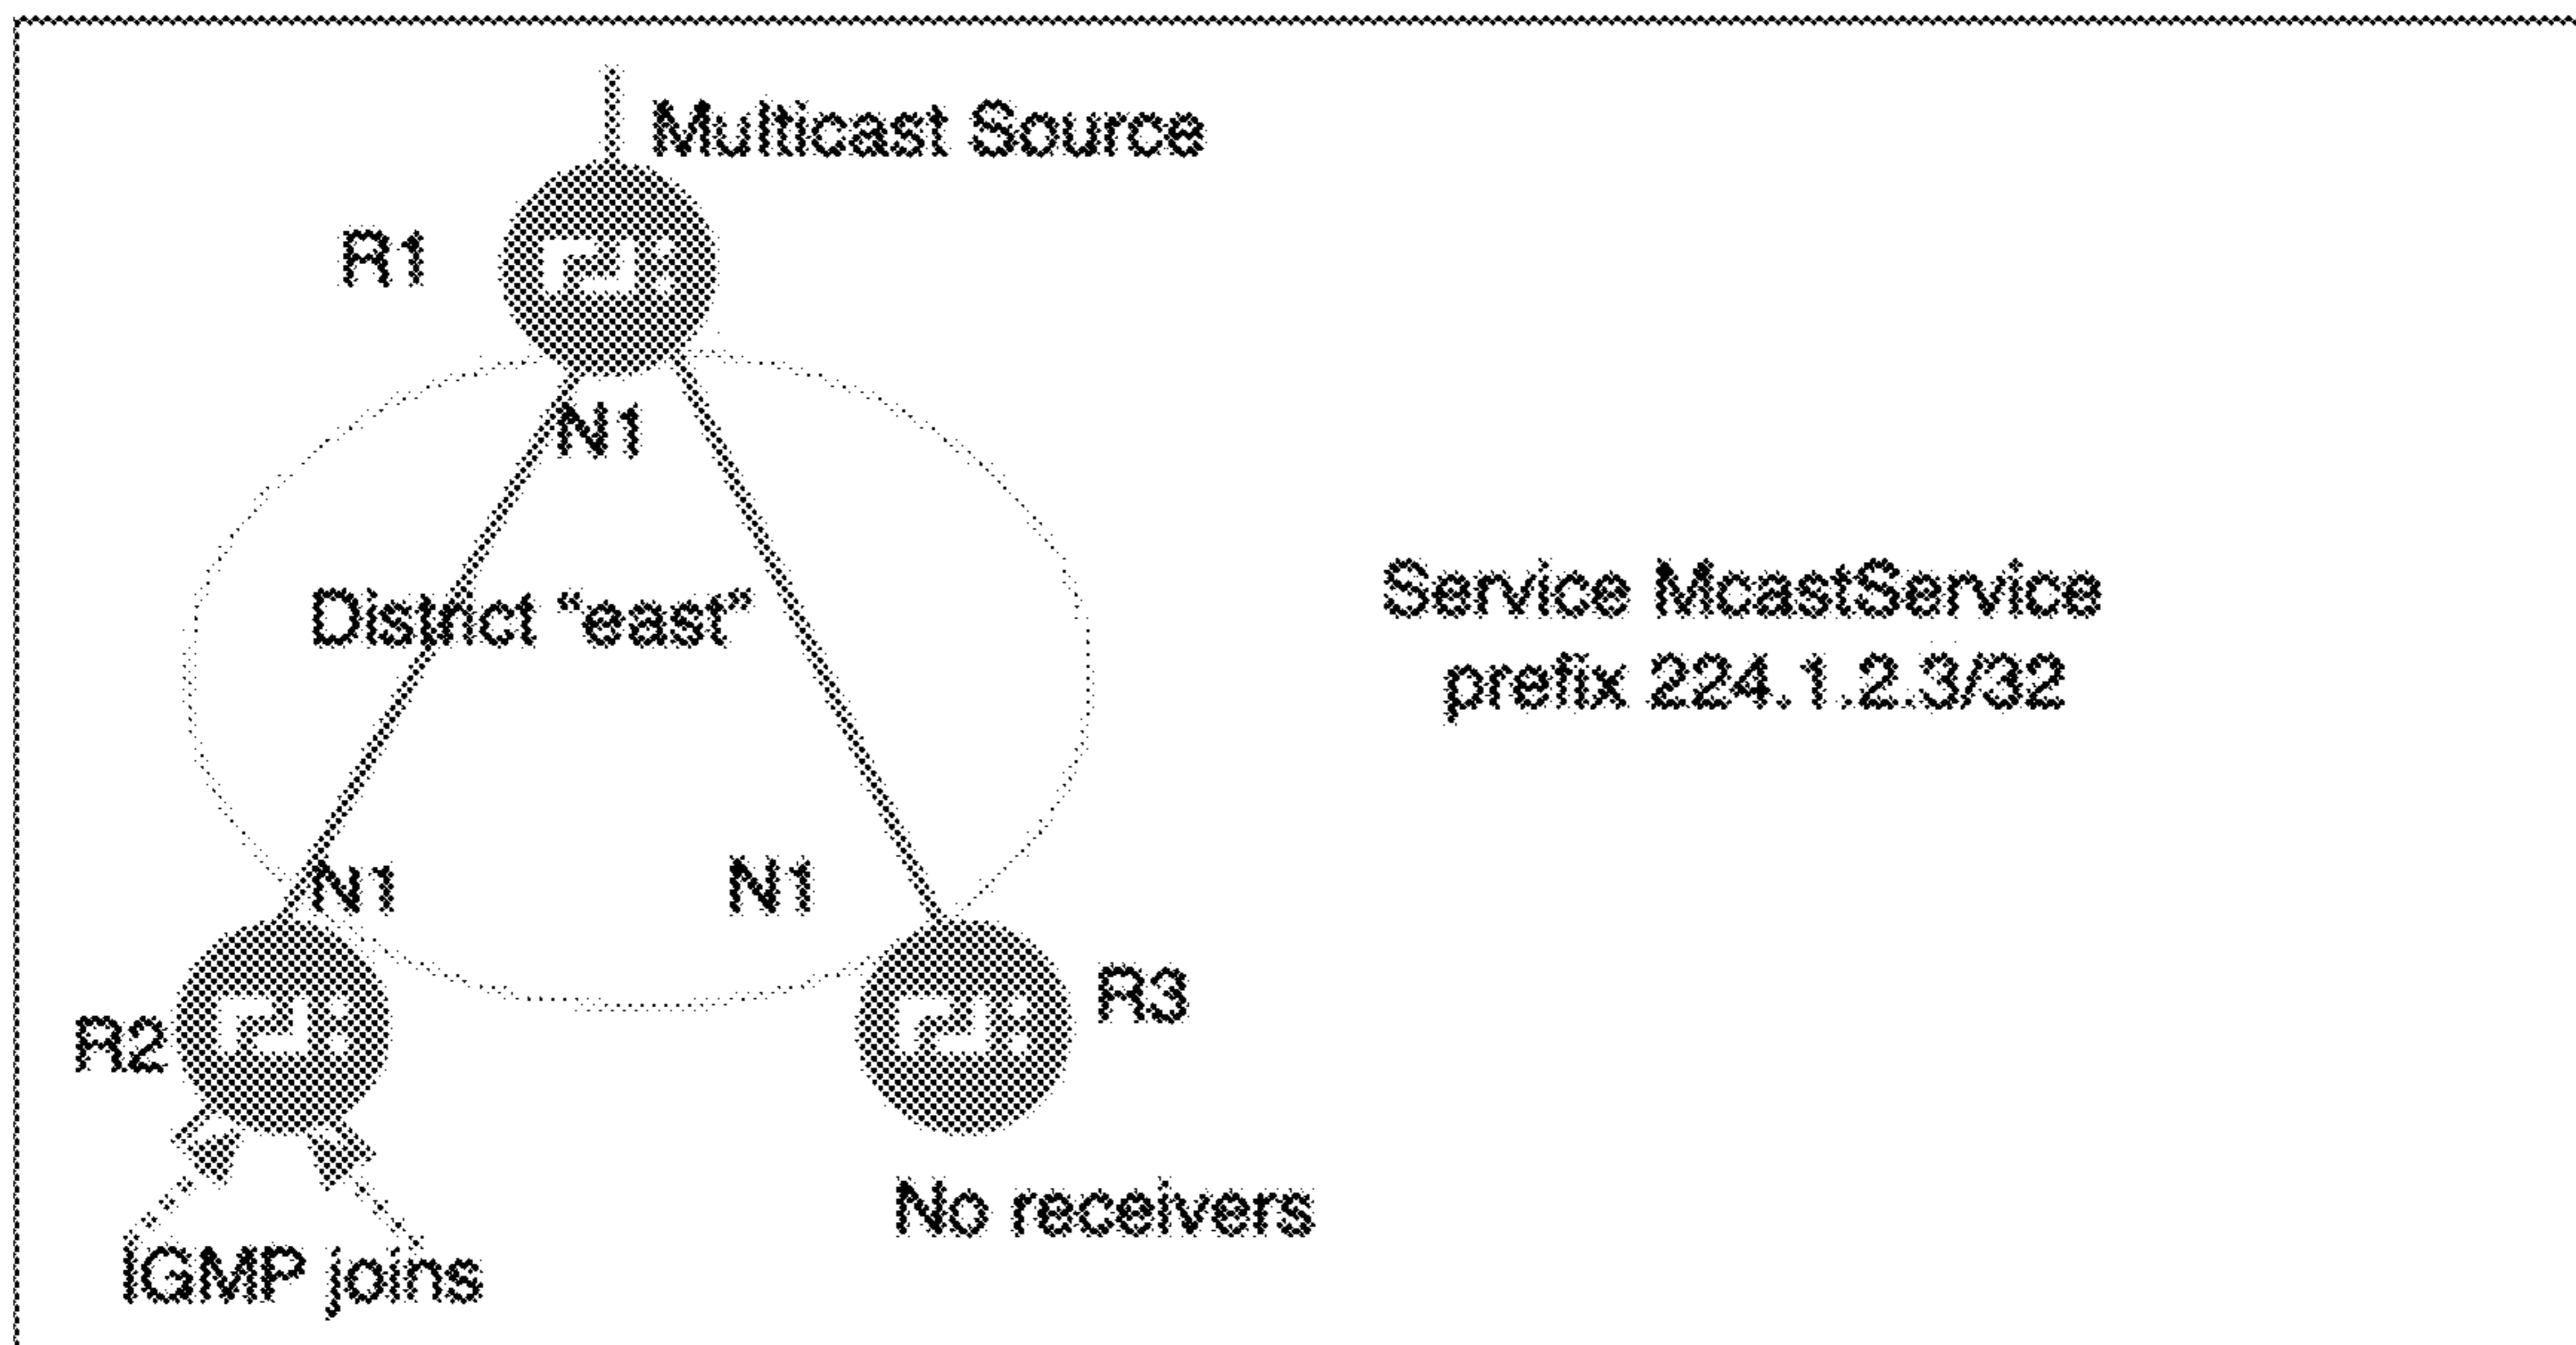 Multicast Source
R1
N1
District “east”
Service McastService
prefix 224.1.2.3/32
N1
N1
R2
R3
No receivers
IGMP joins